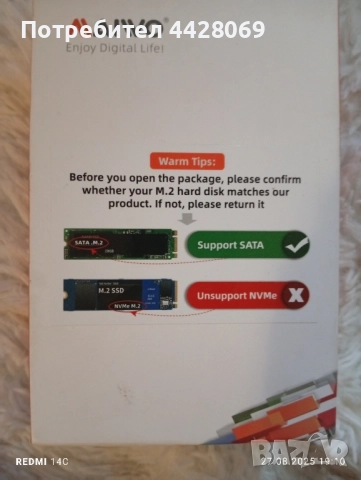 Потребител 4428069
Enjoy Digital Life!
Warm Tips:
Before you open the package, please confirm
whether your M.2 hard disk matches our
product. If not, please return it
SATA M.2
Support SATA
M.2 SSD
NVMe M.2
Unsupport NVMe
REDMI 14C
27.08.2025 19:10
БАЗАР